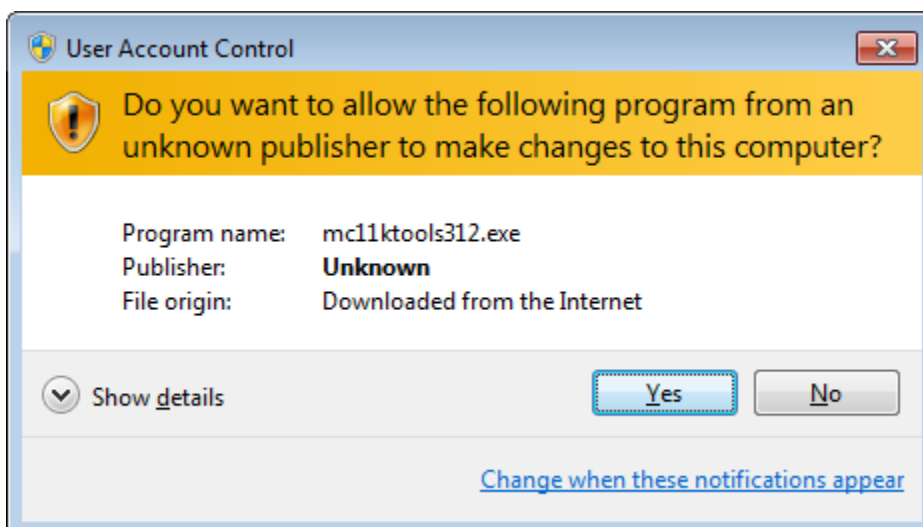 User Account Control
Do you want to allow the following program from an
unknown publisher to make changes to this computer?
Program name: mc11ktools312.exe
Publisher: Unknown
File origin: Downloaded from the Internet
Show details Yes No
Change when these notifications appear